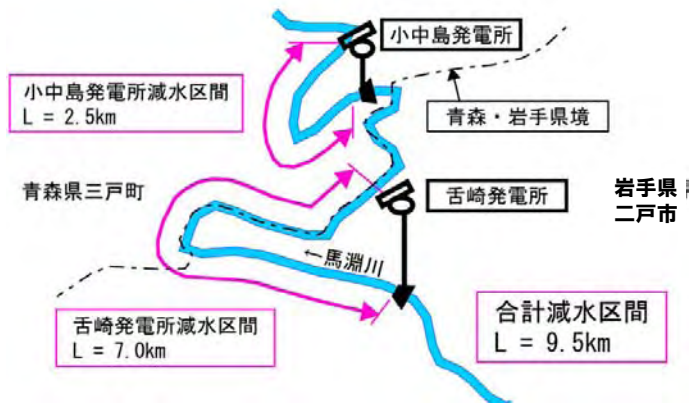 小中島発電所
小中島発電所減水区間
L = 2.5km
青森・岩手県境
青森県三戸町
舌崎発電所
岩手県
二戸市
←馬淵川
舌崎発電所減水区間
L = 7.0km
合計減水区間
L = 9.5km